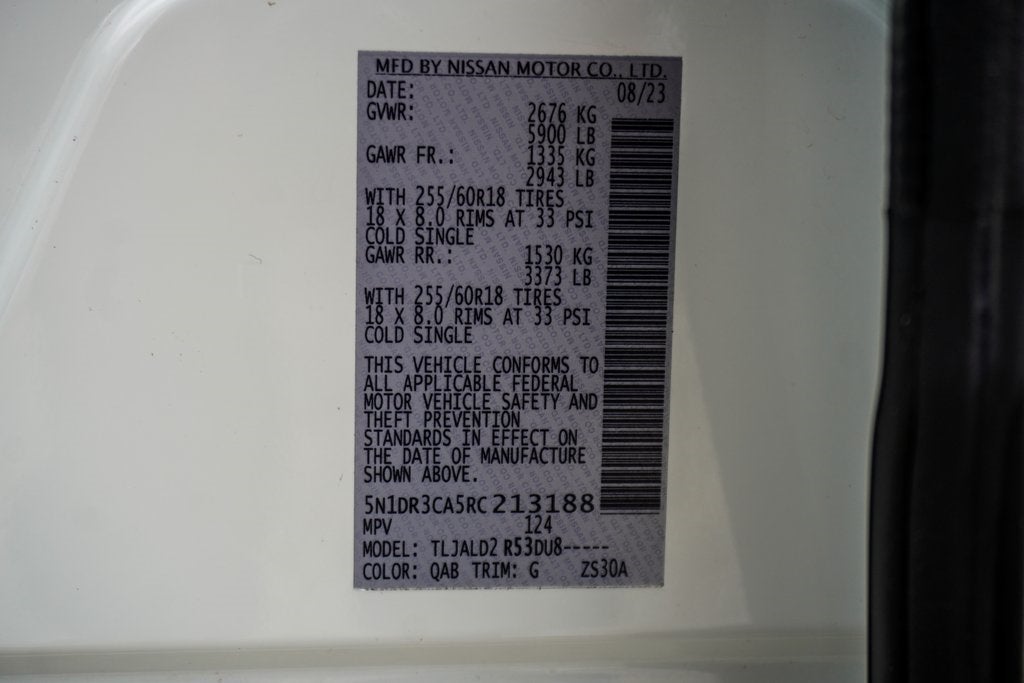 MFD BY NISSAN MOTOR CO., LTD.
DATE: 08/23
GVWR: 2676 KG
5900 LB
GAWR FR.: 1335 KG
2943 LB
WITH 255/60R18 TIRES
18 X 8.0 RIMS AT 33 PSI
COLD SINGLE
GAWR RR.: 1530 KG
3373 LB
WITH 255/60R18 TIRES
18 X 8.0 RIMS AT 33 PSI
COLD SINGLE
THIS VEHICLE CONFORMS TO
ALL APPLICABLE FEDERAL
MOTOR VEHICLE SAFETY AND
THEFT PREVENTION
STANDARDS IN EFFECT ON
THE DATE OF MANUFACTURE
SHOWN ABOVE.
5N1DR3CA5RC213188
MPV 124
MODEL: TLJALD2 R53DU8-----
COLOR: QAB TRIM: G ZS30A